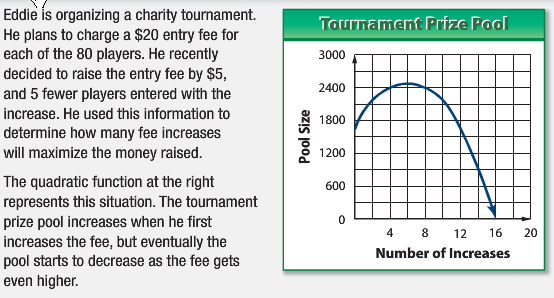 Eddie is organizing a charity tournament.
He plans to charge a $20 entry fee for
each of the 80 players. He recently
decided to raise the entry fee by $5,
and 5 fewer players entered with the
increase. He used this information to
determine how many fee increases
will maximize the money raised.
The quadratic function at the right
represents this situation. The tournament
prize pool increases when he first
increases the fee, but eventually the
pool starts to decrease as the fee gets
even higher.
Tournament Prize Pool
Pool Size
3000
2400
1800
1200
600
0
4 8 12 16 20
Number of Increases